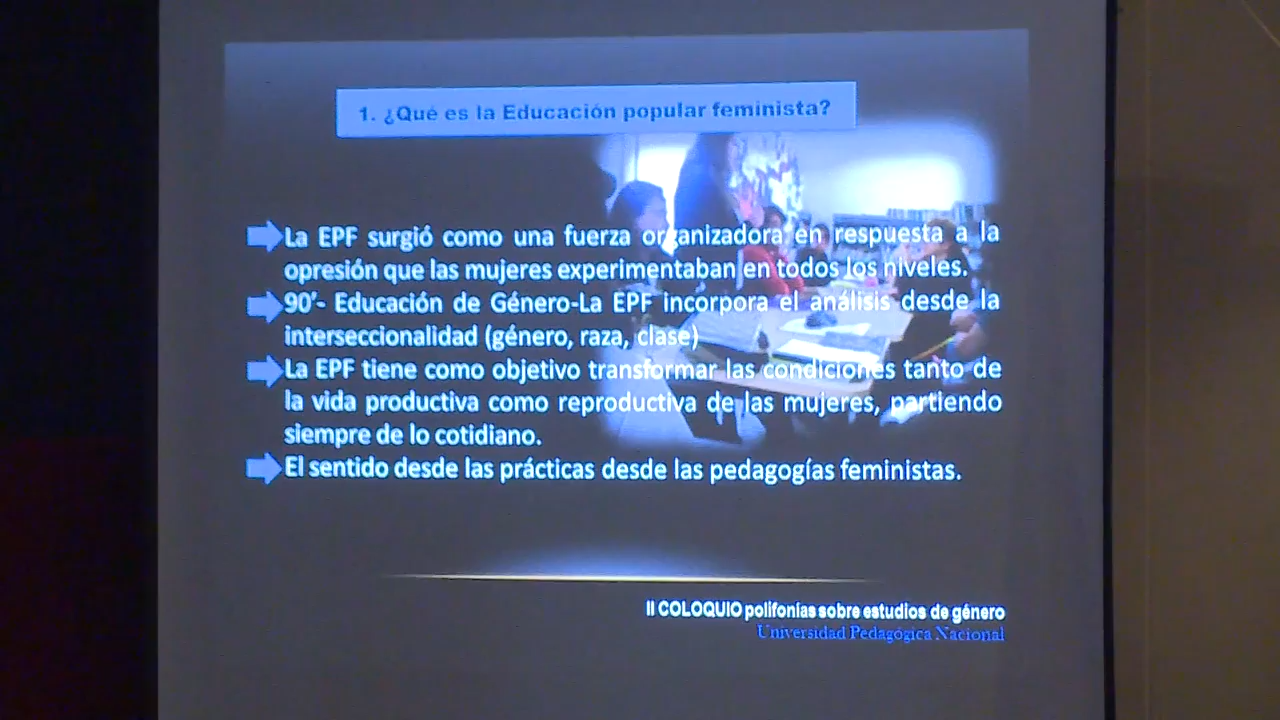 1. ¿Qué es la Educación popular feminista?
La EPF surgió como una fuerza organizadora en respuesta a la
opresión que las mujeres experimentaban en todos los niveles.
90’- Educación de Género-La EPF incorpora el análisis desde la
interseccionalidad (género, raza, clase)
La EPF tiene como objetivo transformar las condiciones tanto de
la vida productiva como reproductiva de las mujeres, partiendo
siempre de lo cotidiano.
El sentido desde las prácticas desde las pedagogías feministas.
II COLOQUIO polifonías sobre estudios de género
Universidad Pedagógica Nacional